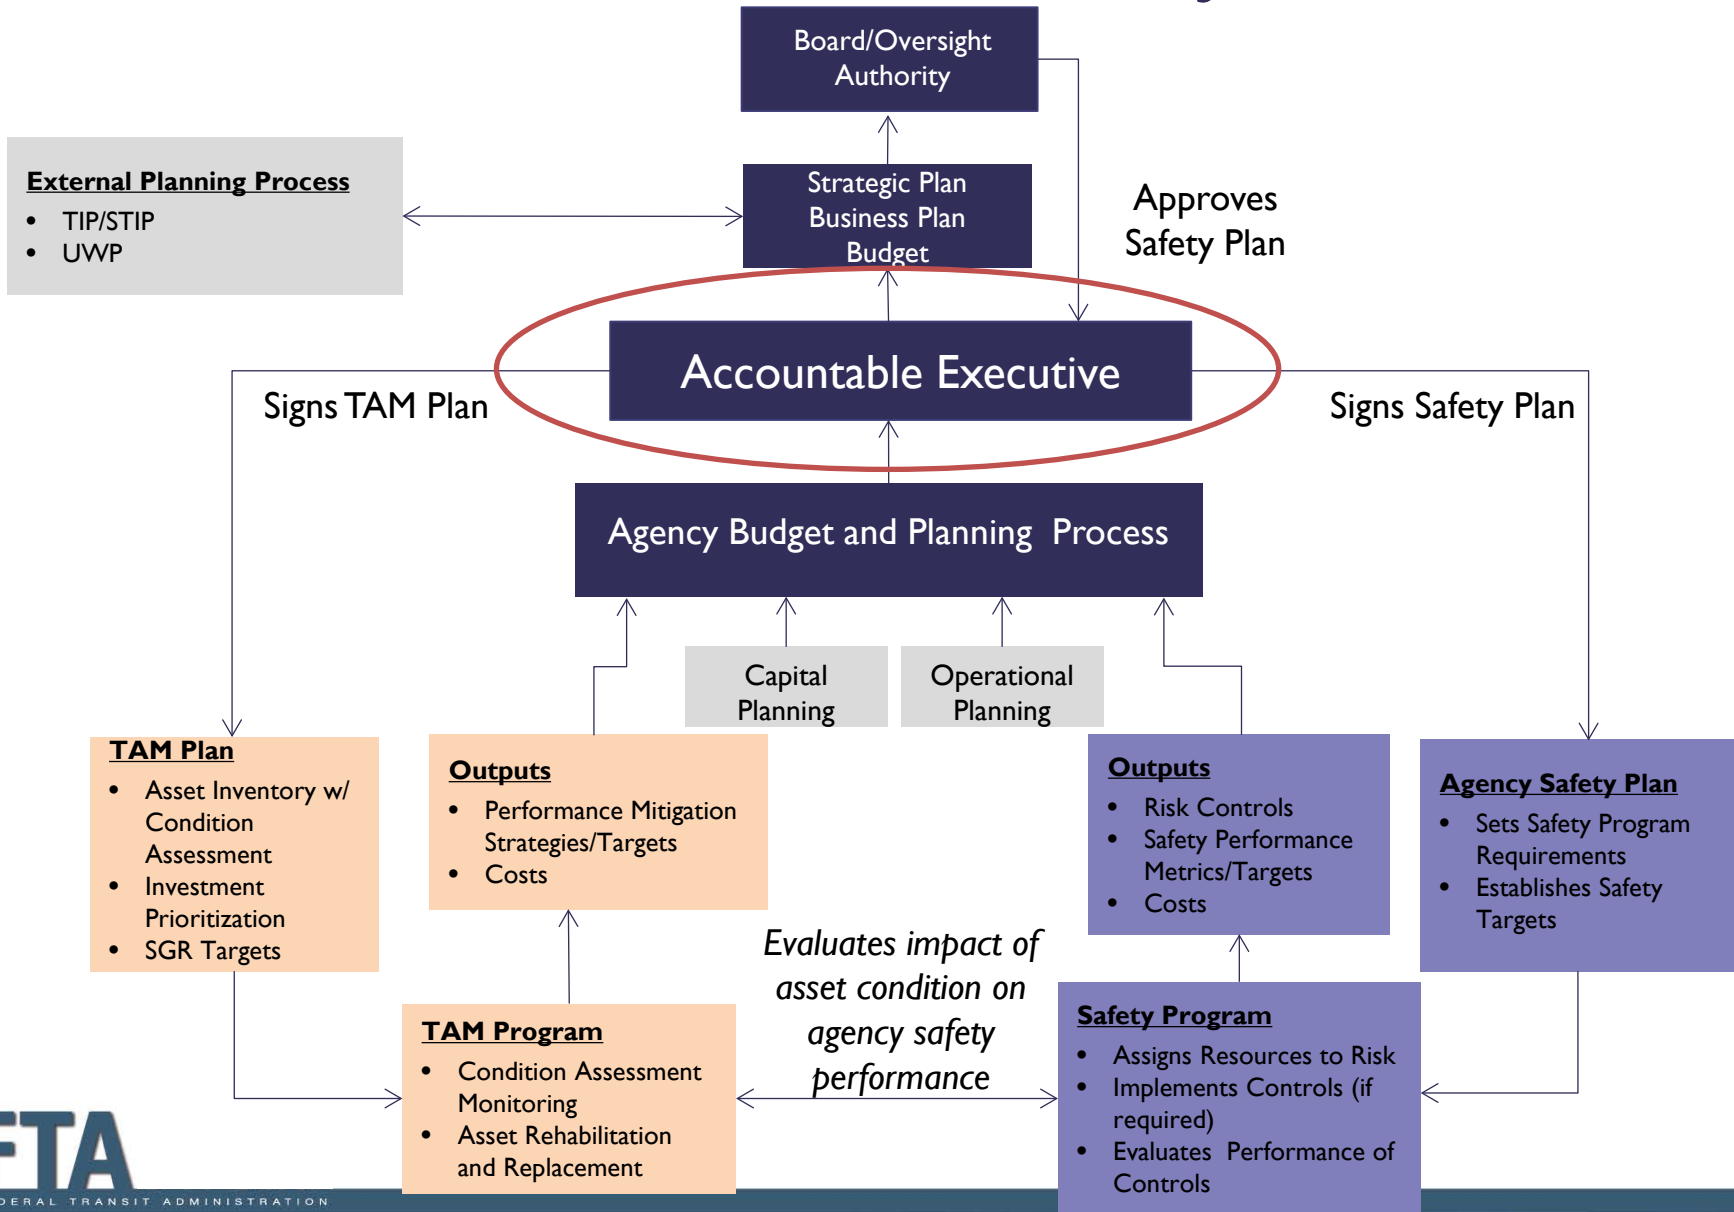 Board/Oversight
Authority
External Planning Process
• TIP/STIP
• UWP
Strategic Plan
Business Plan
Budget
Approves
Safety Plan
Accountable Executive
Signs TAM Plan
Signs Safety Plan
Agency Budget and Planning Process
Capital
Planning
Operational
Planning
TAM Plan
• Asset Inventory w/
Condition
Assessment
• Investment
Prioritization
• SGR Targets
Outputs
• Performance Mitigation
Strategies/Targets
• Costs
Outputs
• Risk Controls
• Safety Performance
Metrics/Targets
• Costs
Agency Safety Plan
• Sets Safety Program
Requirements
• Establishes Safety
Targets
Evaluates impact of
asset condition on
agency safety
performance
TAM Program
• Condition Assessment
Monitoring
• Asset Rehabilitation
and Replacement
Safety Program
• Assigns Resources to Risk
• Implements Controls (if
required)
• Evaluates Performance of
Controls
FTA
FEDERAL TRANSIT ADMINISTRATION